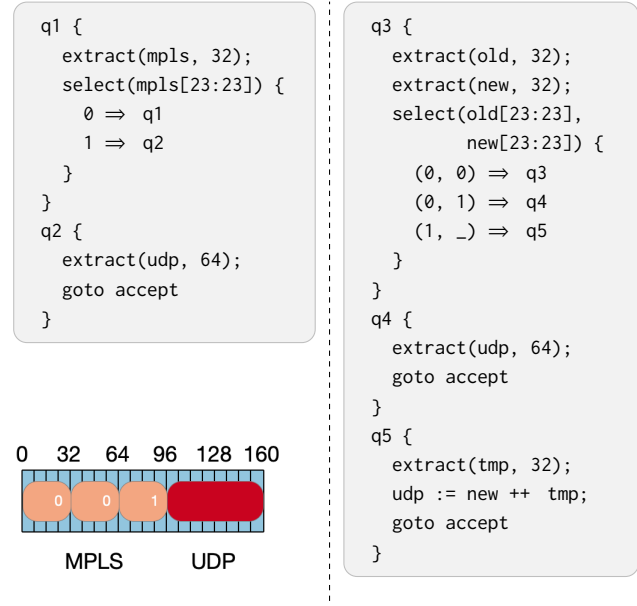 q1 {
extract(mpls, 32);
select(mpls[23:23]) {
0 ⇒ q1
1 ⇒ q2
}
}
q2 {
extract(udp, 64);
goto accept
}
0 32 64 96 128 160
0 0 1
MPLS UDP
q3 {
extract(old, 32);
extract(new, 32);
select(old[23:23],
new[23:23]) {
(0, 0) ⇒ q3
(0, 1) ⇒ q4
(1, _) ⇒ q5
}
}
q4 {
extract(udp, 64);
goto accept
}
q5 {
extract(tmp, 32);
udp := new ++ tmp;
goto accept
}